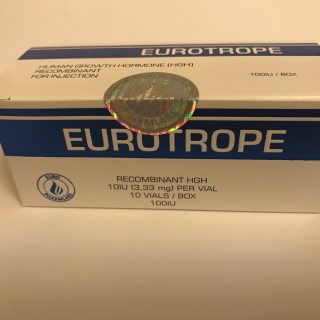 EUROTROPE
HUMAN GROWTH HORMONE (HGH)
RECOMBINANT
FOR INJECTION
100IU / BOX
EUROTROPE
EURO
RECOMBINANT HGH
10IU (3,33 mg) PER VIAL
10 VIALS / BOX
100IU